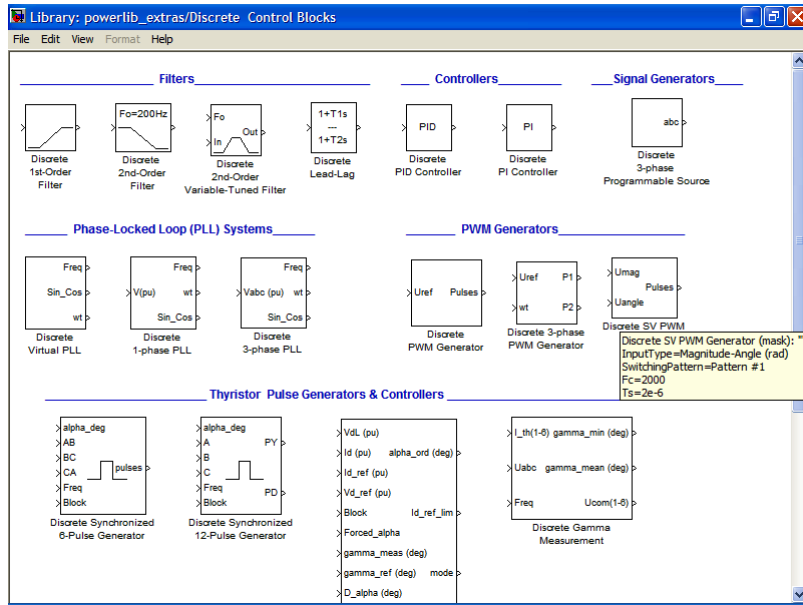 Library: powerlib_extras/Discrete Control Blocks
File Edit View Format Help
Filters
Controllers
Signal Generators
Discrete
1st-Order
Filter
Fo=200Hz
Discrete
2nd-Order
Filter
Fo
In
Out
Discrete
2nd-Order
Variable-Tuned Filter
1+T1s
---
1+T2s
Discrete
Lead-Lag
PID
Discrete
PID Controller
PI
Discrete
PI Controller
abc
Discrete
3-phase
Programmable Source
Phase-Locked Loop (PLL) Systems
PWM Generators
Freq
Sin_Cos
wt
Discrete
Virtual PLL
V(pu)
Freq
wt
Sin_Cos
Discrete
1-phase PLL
Vabc (pu)
Freq
wt
Sin_Cos
Discrete
3-phase PLL
Uref Pulses
Discrete
PWM Generator
Uref P1
wt P2
Discrete 3-phase
PWM Generator
Umag
Pulses
Uangle
Discrete SV PWM
Discrete SV PWM Generator (mask): "
InputType=Magnitude-Angle (rad)
SwitchingPattern=Pattern #1
Fc=2000
Ts=2e-6
Thyristor Pulse Generators & Controllers
alpha_deg
AB
BC
CA
Freq
Block
pulses
Discrete Synchronized
6-Pulse Generator
alpha_deg
A
B
C
Freq
Block
PY
PD
Discrete Synchronized
12-Pulse Generator
VdL (pu)
Id (pu)
Id_ref (pu)
Vd_ref (pu)
Block
Forced_alpha
gamma_meas (deg)
gamma_ref (deg)
D_alpha (deg)
alpha_ord (deg)
Id_ref_lim
mode
I_th(1-6) gamma_min (deg)
Uabc gamma_mean (deg)
Freq Ucom(1-6)
Discrete Gamma
Measurement